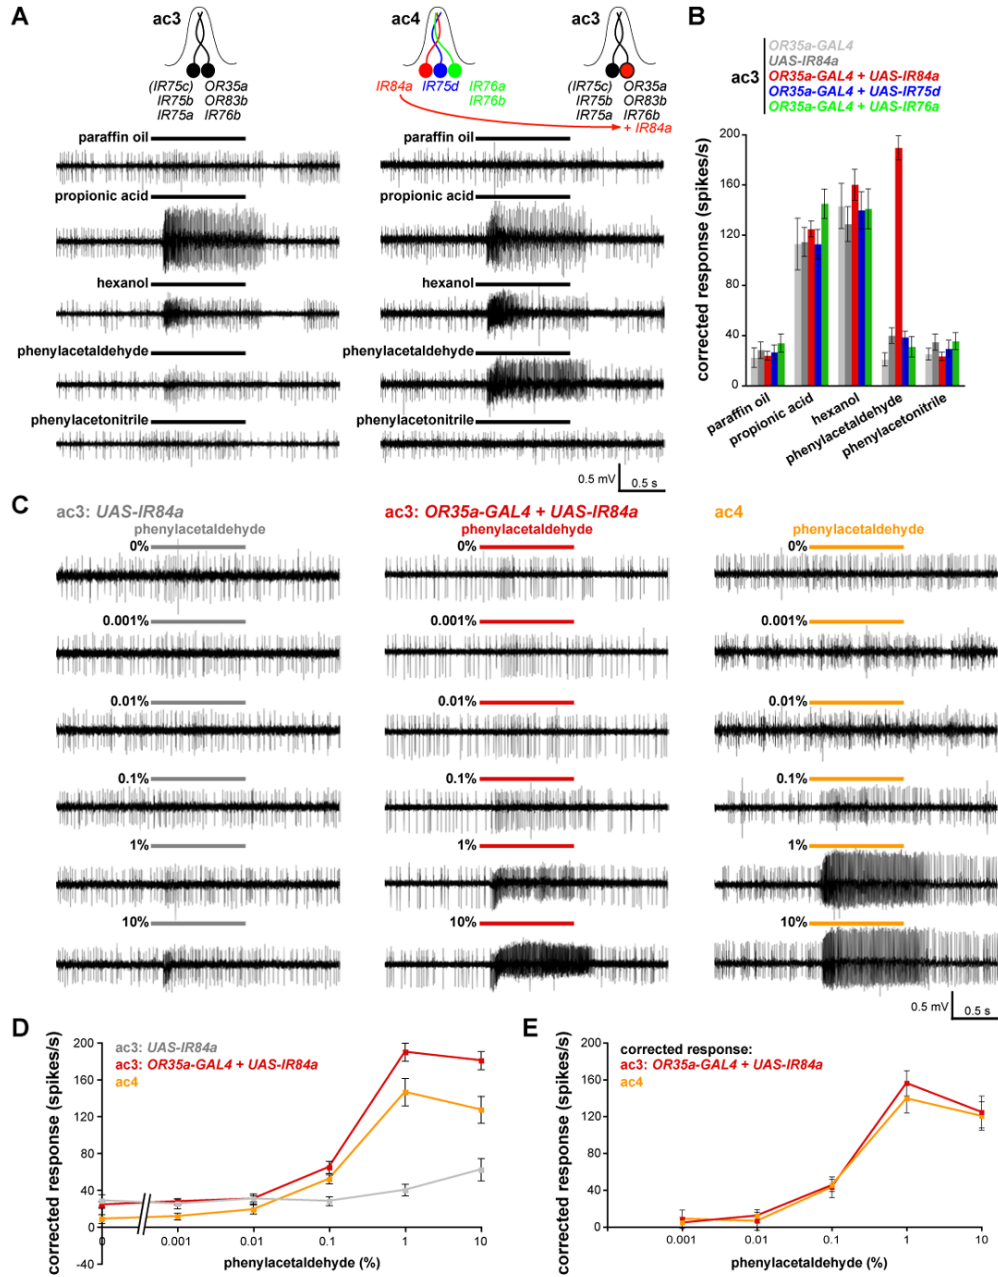 A
ac3
ac4
ac3
(IR75c) OR35a
IR75b OR83b
IR75a IR76b
IR84a IR75d IR76a
IR76b
(IR75c) OR35a
IR75b OR83b
IR75a IR76b
+ IR84a
paraffin oil
propionic acid
hexanol
phenylacetaldehyde
phenylacetonitrile
paraffin oil
propionic acid
hexanol
phenylacetaldehyde
phenylacetonitrile
0.5 mV
0.5 s
B
ac3
OR35a-GAL4
UAS-IR84a
OR35a-GAL4 + UAS-IR84a
OR35a-GAL4 + UAS-IR75d
OR35a-GAL4 + UAS-IR76a
corrected response (spikes/s)
200
160
120
80
40
0
paraffin oil
propionic acid
hexanol
phenylacetaldehyde
phenylacetonitrile
C
ac3: UAS-IR84a
phenylacetaldehyde
0%
0.001%
0.01%
0.1%
1%
10%
ac3: OR35a-GAL4 + UAS-IR84a
phenylacetaldehyde
0%
0.001%
0.01%
0.1%
1%
10%
ac4
phenylacetaldehyde
0%
0.001%
0.01%
0.1%
1%
10%
0.5 mV
0.5 s
D
ac3: UAS-IR84a
ac3: OR35a-GAL4 + UAS-IR84a
ac4
corrected response (spikes/s)
200
160
120
80
40
0
-40
0 0.001 0.01 0.1 1 10
phenylacetaldehyde (%)
E
corrected response:
ac3: OR35a-GAL4 + UAS-IR84a
ac4
corrected response (spikes/s)
200
160
120
80
40
0
0.001 0.01 0.1 1 10
phenylacetaldehyde (%)